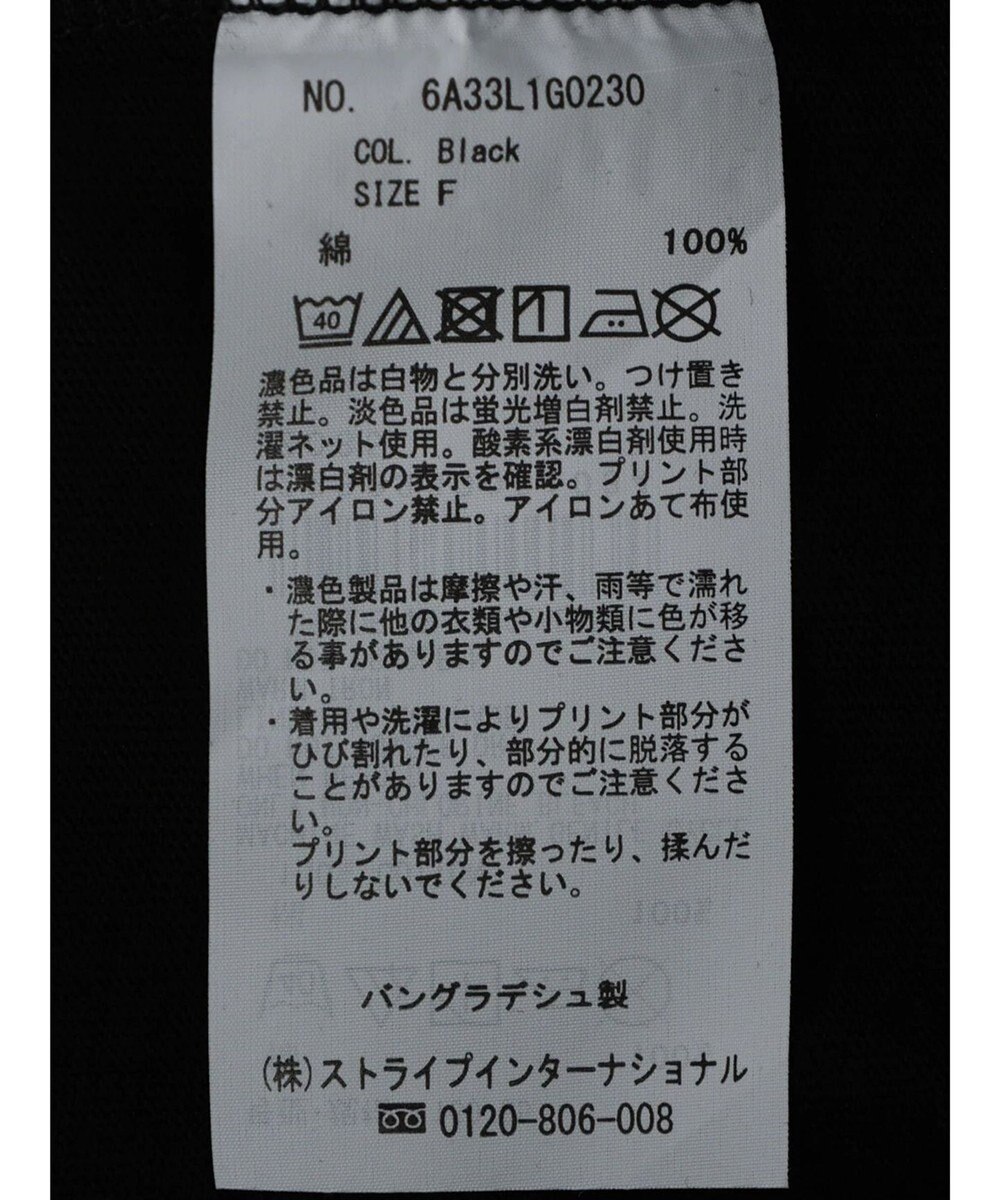 NO. 6A33L1G0230
COL. Black
SIZE F
綿 100%
40
濃色品は白物と分別洗い。つけ置き
禁止。淡色品は蛍光増白剤禁止。洗
濯ネット使用。酸素系漂白剤使用時
は漂白剤の表示を確認。プリント部
分アイロン禁止。アイロンあて布使
用。
・濃色製品は摩擦や汗、雨等で濡れ
た際に他の衣類や小物類に色が移
る事がありますのでご注意くださ
い。
・着用や洗濯によりプリント部分が
ひび割れたり、部分的に脱落する
ことがありますのでご注意くださ
い。
プリント部分を擦ったり、揉んだ
りしないでください。
バングラデシュ製
(株)ストライプインターナショナル
0120-806-008